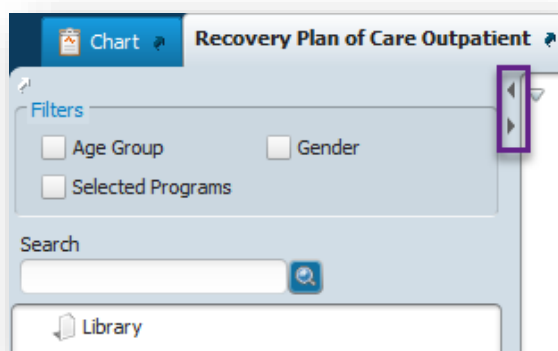 Chart
Recovery Plan of Care Outpatient
Filters
Age Group
Gender
Selected Programs
Search
Library